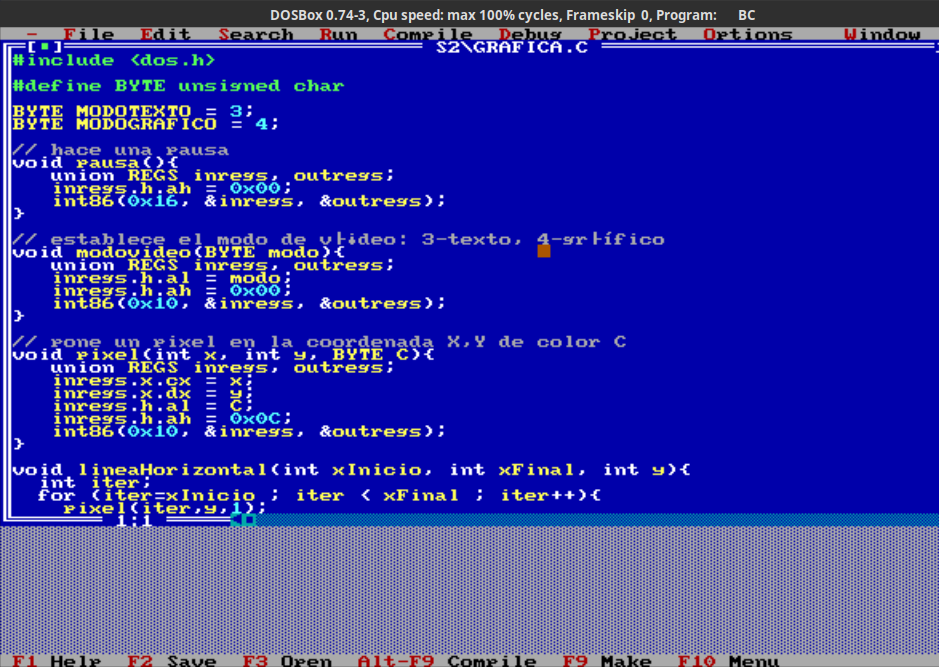 DOSBox 0.74-3, Cpu speed: max 100% cycles, Frameskip 0, Program: BC
File Edit Search Run Compile Debug Project Options Window
S2\GRAFICA.C
#include <dos.h>
#define BYTE unsigned char
BYTE MODOTEXTO = 3;
BYTE MODOGRAFICO = 4;
// hace una pausa
void pausa(){
union REGS inregs, outregs;
inregs.h.ah = 0x00;
int86(0x16, &inregs, &outregs);
}
// establece el modo de v├¡deo: 3-texto, 4-gr├ífico
void modovideo(BYTE modo){
union REGS inregs, outregs;
inregs.h.al = modo;
inregs.h.ah = 0x00;
int86(0x10, &inregs, &outregs);
}
// pone un pixel en la coordenada X,Y de color C
void pixel(int x, int y, BYTE C){
union REGS inregs, outregs;
inregs.x.cx = x;
inregs.x.dx = y;
inregs.h.al = C;
inregs.h.ah = 0x0C;
int86(0x10, &inregs, &outregs);
}
void lineaHorizontal(int xInicio, int xFinal, int y){
int iter;
for (iter=xInicio ; iter < xFinal ; iter++){
pixel(iter,y,1);
1:1
F1 Help F2 Save F3 Open Alt-F9 Compile F9 Make F10 Menu